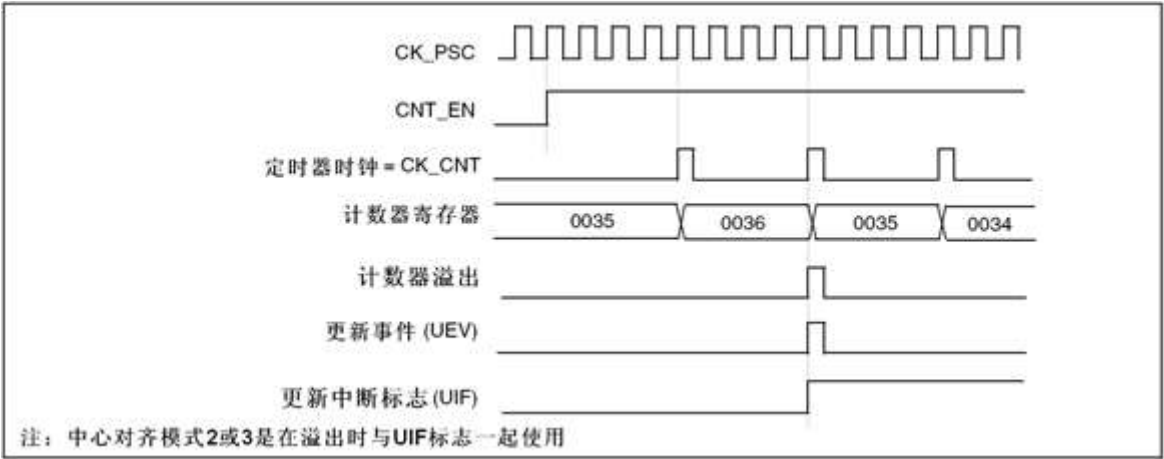 CK_PSC
CNT_EN
定时器时钟 = CK_CNT
计数器寄存器 0035 0036 0035 0034
计数器溢出
更新事件 (UEV)
更新中断标志 (UIF)
注：中心对齐模式2或3是在溢出时与UIF标志一起使用